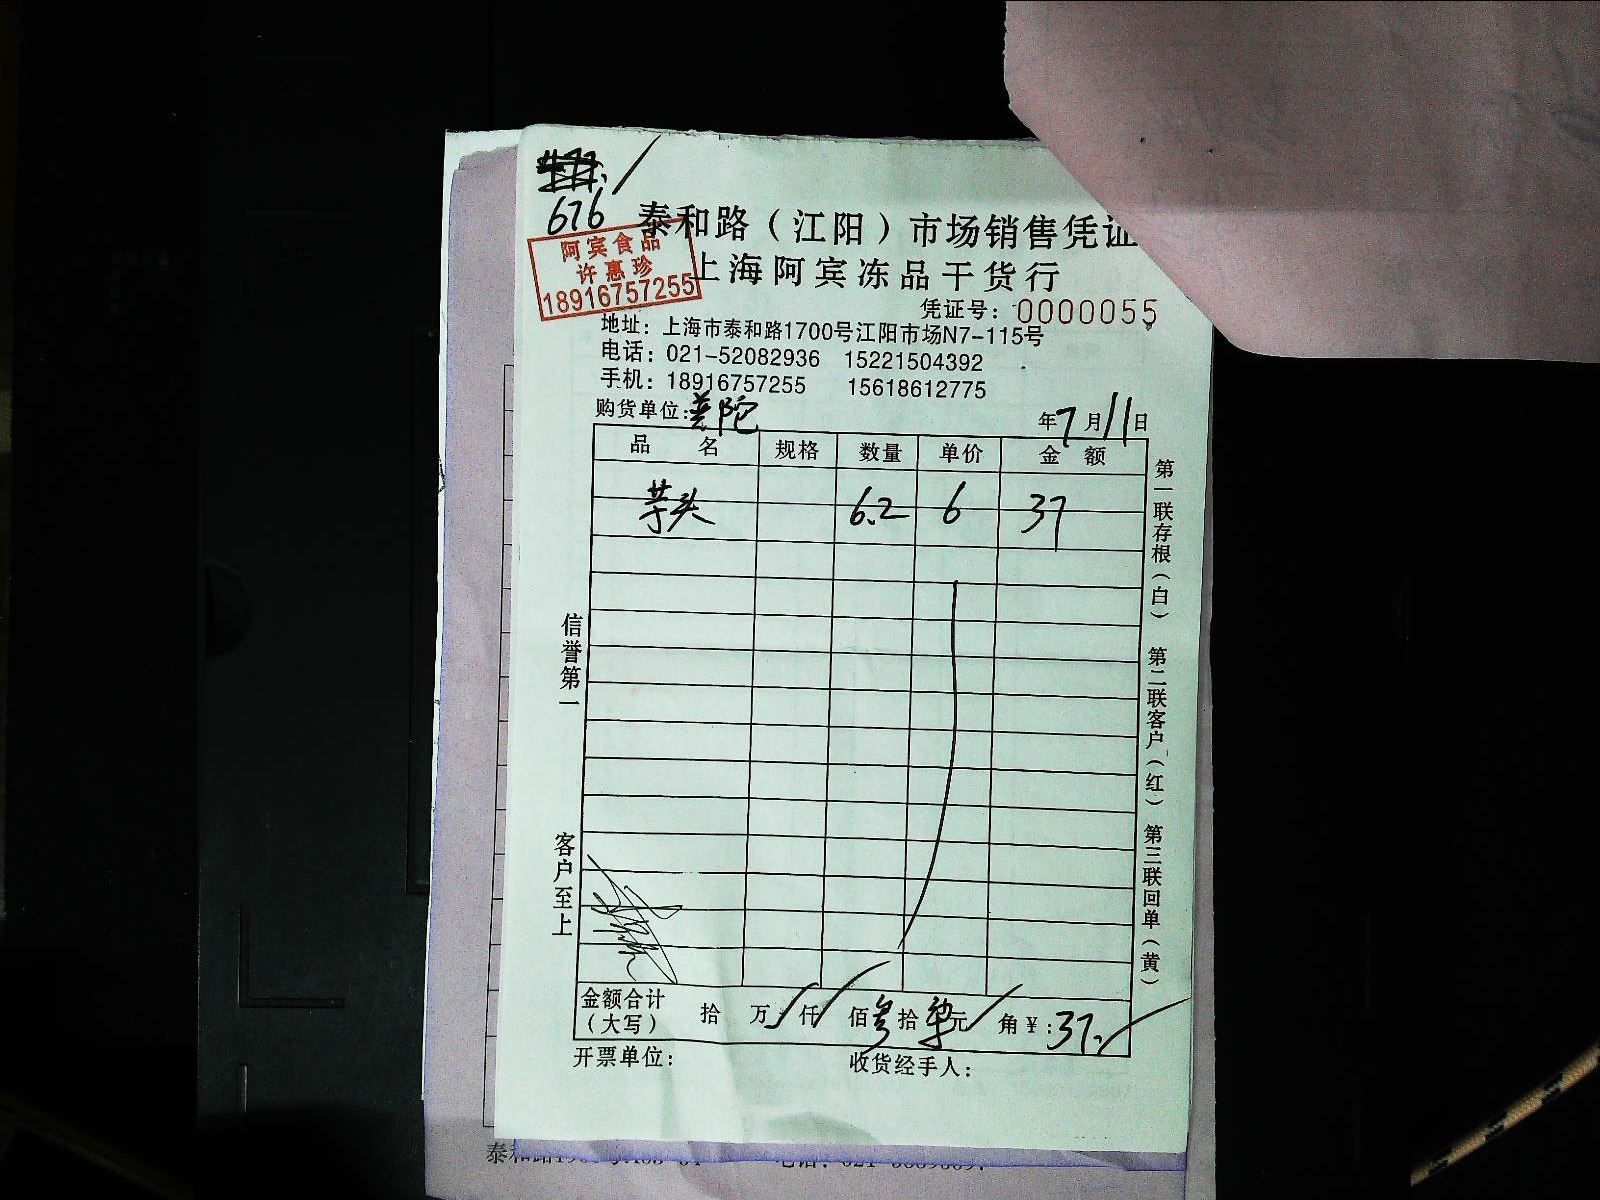 676
泰和路（江阳）市场销售凭证
阿宾食品
许惠珍
18916757255
上海阿宾冻品干货行
凭证号：0000055
地址：上海市泰和路1700号江阳市场N7-115号
电话：021-52082936 15221504392
手机：18916757255 15618612775
购货单位：普陀 年7月11日
品名 规格 数量 单价 金额
芋头 6.2 6 37
信誉第一
客户至上
第一联存根（白）
第二联客户（红）
第三联回单（黄）
金额合计（大写） 拾 万 仟 佰叁拾柒元 角￥:37.
开票单位： 收货经手人：